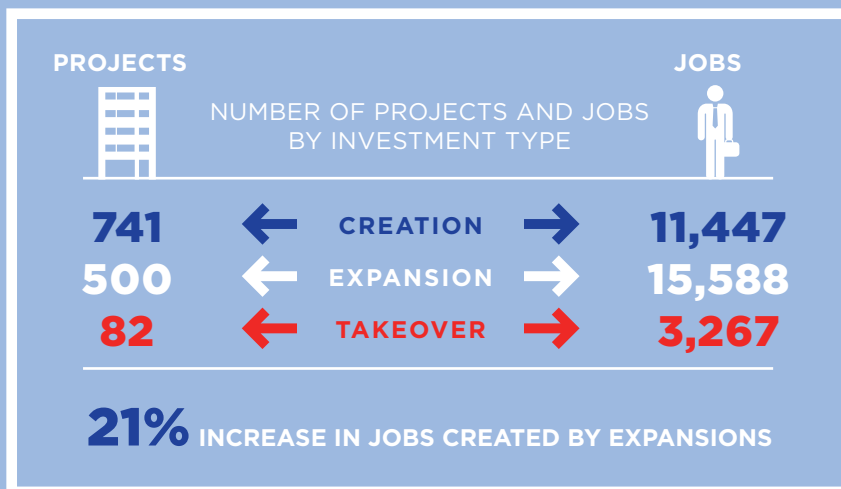 PROJECTS
JOBS
NUMBER OF PROJECTS AND JOBS
BY INVESTMENT TYPE
741 CREATION 11,447
500 EXPANSION 15,588
82 TAKEOVER 3,267
21% INCREASE IN JOBS CREATED BY EXPANSIONS